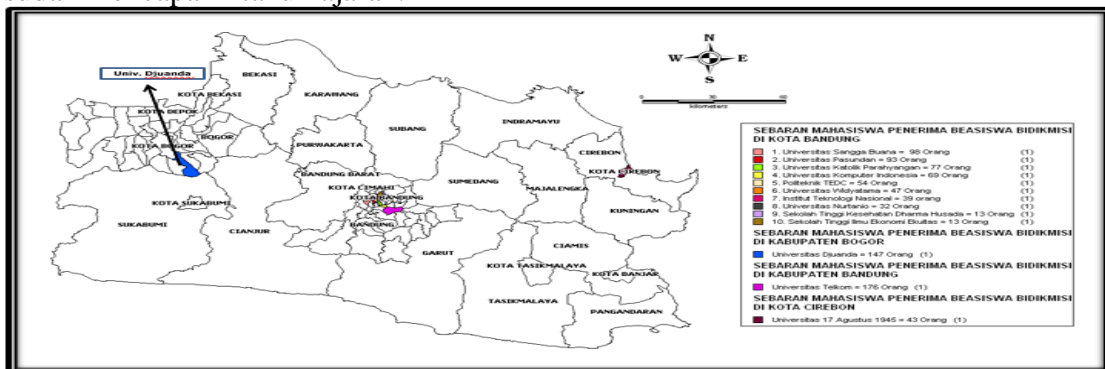 N
W E
S
30 60
kilometers
Univ. Djuanda
BEKASI
KOTA BEKASI
KARAWANG
KOTA DEPOK
BOGOR
KOTA BOGOR
SUBANG
INDRAMAYU
PURWAKARTA
CIREBON
KOTA CIREBON
BANDUNG BARAT
SUMEDANG
KOTA CIMAHI
MAJALENGKA
KOTA BANDUNG
KUNINGAN
KOTA SUKABUMI
SUKABUMI
CIANJUR
BANDUNG
GARUT
CIAMIS
KOTA TASIKMALAYA
KOTA BANJAR
TASIKMALAYA
PANGANDARAN
SEBARAN MAHASISWA PENERIMA BEASISWA BIDIKMISI
DI KOTA BANDUNG
1. Universitas Sangga Buana = 98 Orang (1)
2. Universitas Pasundan = 93 Orang (1)
3. Universitas Katolik Parahyangan = 77 Orang (1)
4. Universitas Komputer Indonesia = 69 Orang (1)
5. Politeknik TEDC = 54 Orang (1)
6. Universitas Widyatama = 47 Orang (1)
7. Institut Teknologi Nasional = 39 orang (1)
8. Universitas Nurtanio = 32 Orang (1)
9. Sekolah Tinggi Kesehatan Dharma Husada = 13 Orang (1)
10. Sekolah Tinggi Ilmu Ekonomi Ekuitas = 13 Orang (1)
SEBARAN MAHASISWA PENERIMA BEASISWA BIDIKMISI
DI KABUPATEN BOGOR
Universitas Djuanda = 147 Orang (1)
SEBARAN MAHASISWA PENERIMA BEASISWA BIDIKMISI
DI KABUPATEN BANDUNG
Universitas Telkom = 176 Orang (1)
SEBARAN MAHASISWA PENERIMA BEASISWA BIDIKMISI
DI KOTA CIREBON
Universitas 17 Agustus 1945 = 43 Orang (1)